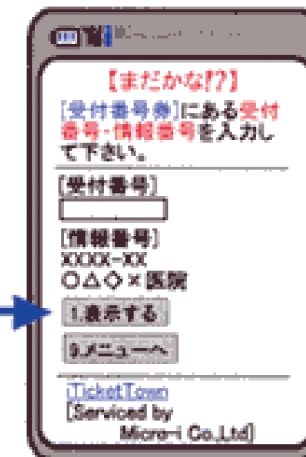 【まだかな!?】
[受付番号券]にある受付
番号・情報番号を入力し
て下さい。
[受付番号]
[情報番号]
XXXX-XX
〇△◇×医院
1.表示する
9.メニューへ
iTicketTown
[Serviced by
Micro-i Co.,Ltd]